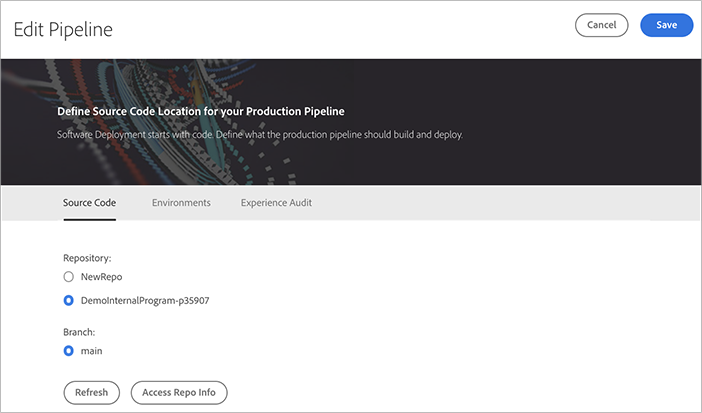 Edit Pipeline
Cancel
Save
Define Source Code Location for your Production Pipeline
Software Deployment starts with code. Define what the production pipeline should build and deploy.
Source Code
Environments
Experience Audit
Repository:
NewRepo
DemoInternalProgram-p35907
Branch:
main
Refresh
Access Repo Info